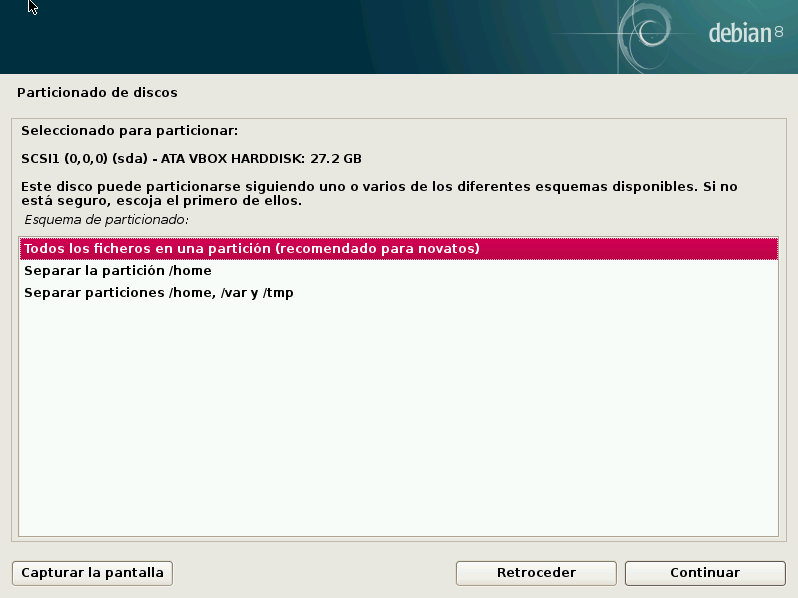 debian 8
Particionado de discos
Seleccionado para particionar:
SCSI1 (0,0,0) (sda) - ATA VBOX HARDDISK: 27.2 GB
Este disco puede particionarse siguiendo uno o varios de los diferentes esquemas disponibles. Si no
está seguro, escoja el primero de ellos.
Esquema de particionado:
Todos los ficheros en una partición (recomendado para novatos)
Separar la partición /home
Separar particiones /home, /var y /tmp
Capturar la pantalla
Retroceder
Continuar